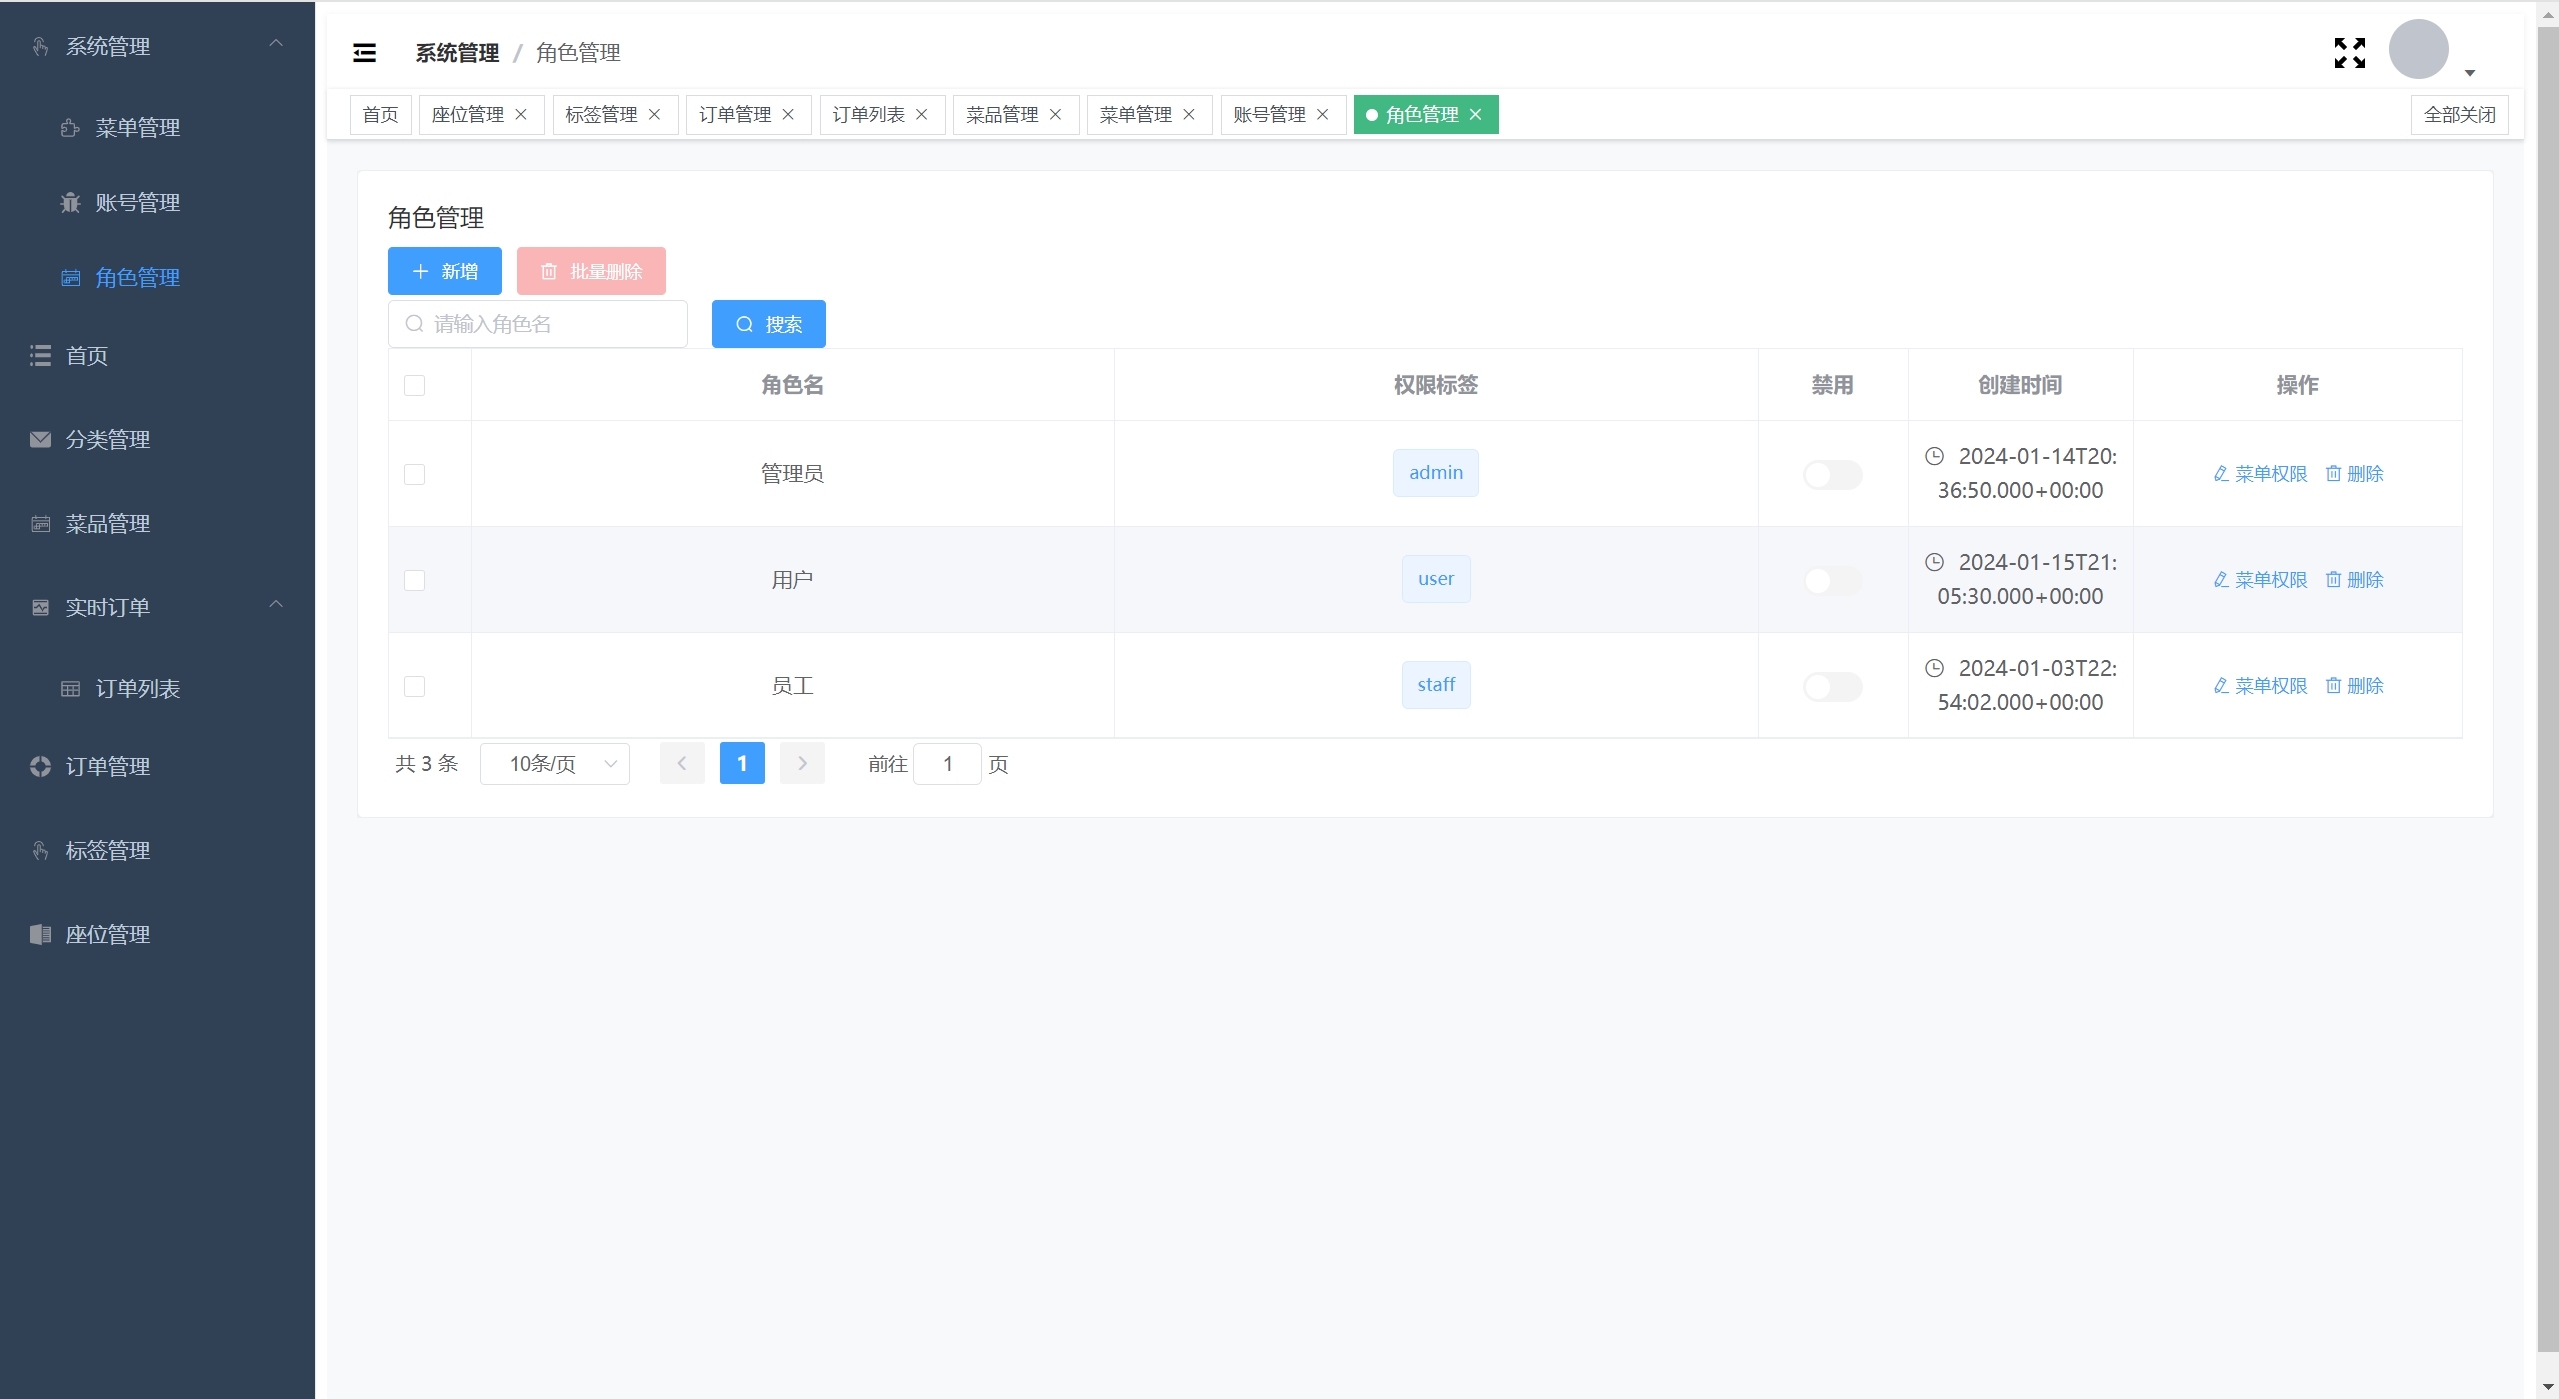 系统管理
菜单管理
账号管理
角色管理
首页
分类管理
菜品管理
实时订单
订单列表
订单管理
标签管理
座位管理
系统管理 / 角色管理
首页 座位管理 标签管理 订单管理 订单列表 菜品管理 菜单管理 账号管理 角色管理 全部关闭
角色管理
新增 批量删除
请输入角色名 搜索
角色名 权限标签 禁用 创建时间 操作
管理员 admin 2024-01-14T20:
36:50.000+00:00 菜单权限 删除
用户 user 2024-01-15T21:
05:30.000+00:00 菜单权限 删除
员工 staff 2024-01-03T22:
54:02.000+00:00 菜单权限 删除
共 3 条 10条/页 1 前往 1 页